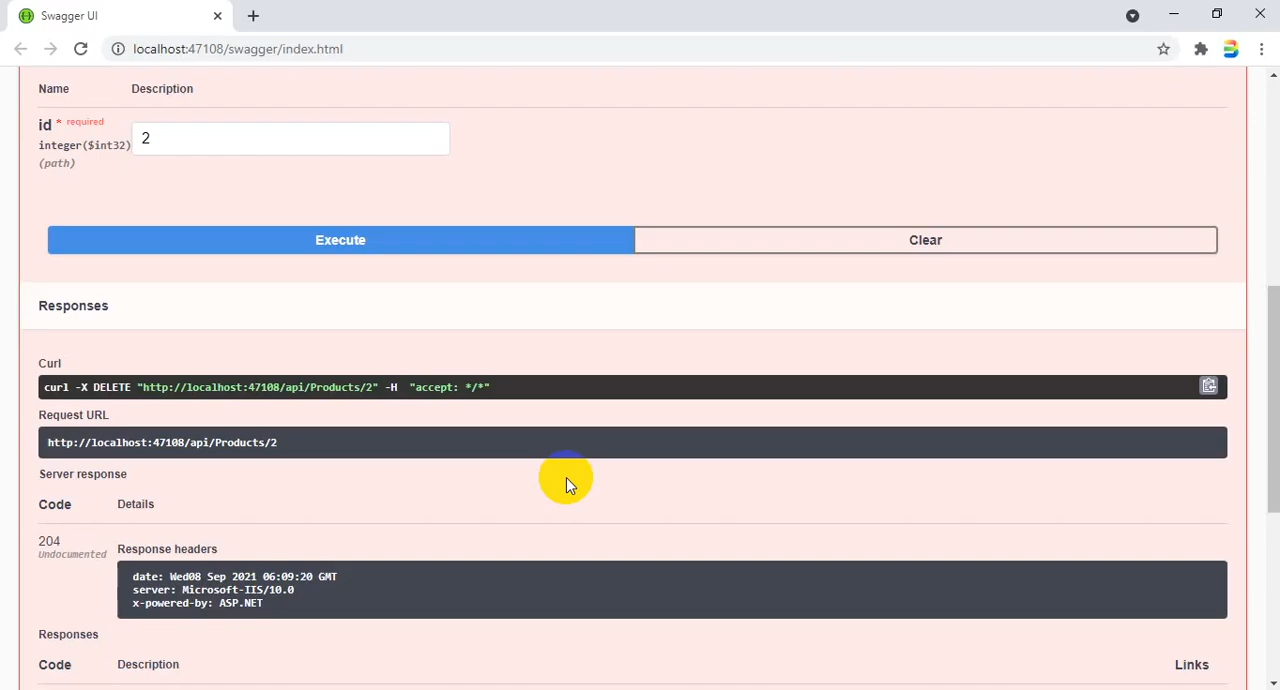 Swagger UI
localhost:47108/swagger/index.html
Name Description
id * required
integer($int32)
(path)
2
Execute Clear
Responses
Curl
curl -X DELETE "http://localhost:47108/api/Products/2" -H  "accept: */*"
Request URL
http://localhost:47108/api/Products/2
Server response
Code Details
204
Undocumented
Response headers
date: Wed08 Sep 2021 06:09:20 GMT
server: Microsoft-IIS/10.0
x-powered-by: ASP.NET
Responses
Code Description Links